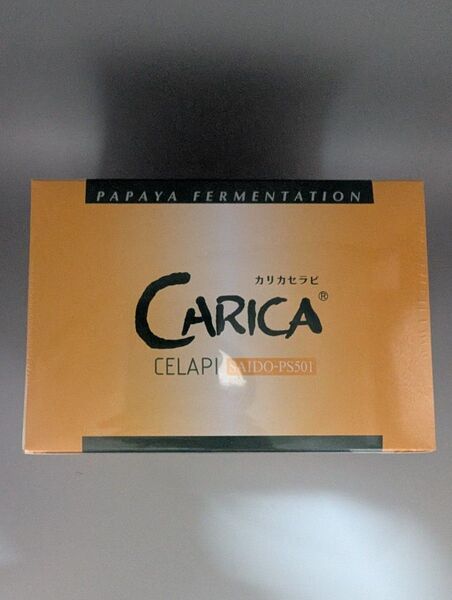 PAPAYA FERMENTATION
カリカセラピ
CARICA®
CELAPI SAIDO-PS501